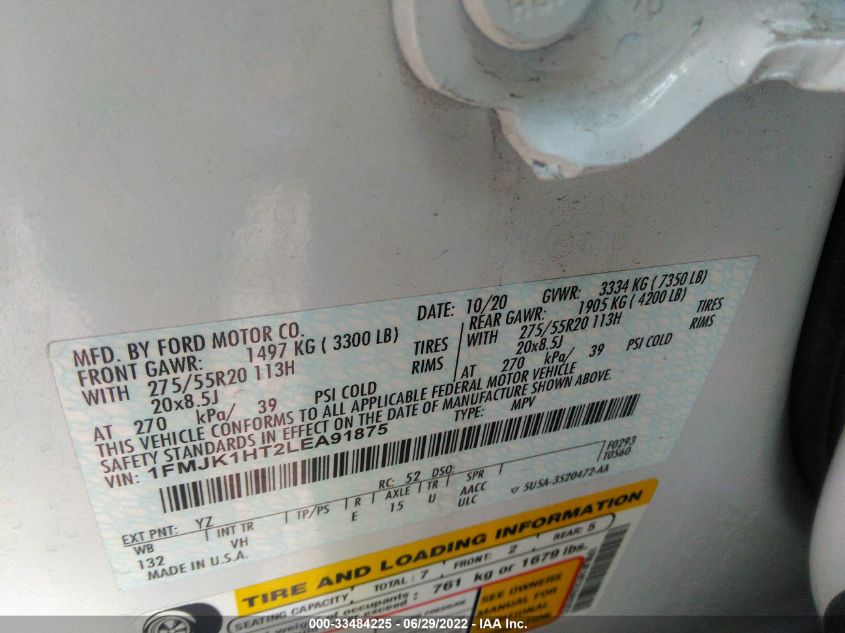 MFD. BY FORD MOTOR CO.
DATE: 10/20
GVWR: 3334 KG ( 7350 LB)
FRONT GAWR: 1497 KG ( 3300 LB)
REAR GAWR: 1905 KG ( 4200 LB)
WITH 275/55R20 113H TIRES
WITH 275/55R20 113H TIRES
20x8.5J RIMS
20x8.5J RIMS
AT 270 kPa/ 39 PSI COLD
AT 270 kPa/ 39 PSI COLD
THIS VEHICLE CONFORMS TO ALL APPLICABLE FEDERAL MOTOR VEHICLE
SAFETY STANDARDS IN EFFECT ON THE DATE OF MANUFACTURE SHOWN ABOVE.
VIN: 1FMJK1HT2LEA91875
TYPE: MPV
F0293
10560
EXT PNT: YZ
RC: 52 DSO:
WB INT TR TP/PS R AXLE TR SPR
132 VH E 15 U AACC
ULC
5U5A-3520472-AA
MADE IN U.S.A.
TIRE AND LOADING INFORMATION
SEATING CAPACITY TOTAL: 7 FRONT: 2 REAR: 5
occupants
exceed 761 kg or 1679 lbs.
PRESSURE
SEE OWNERS
MANUAL FOR
000-33484225 - 06/29/2022 - IAA Inc.